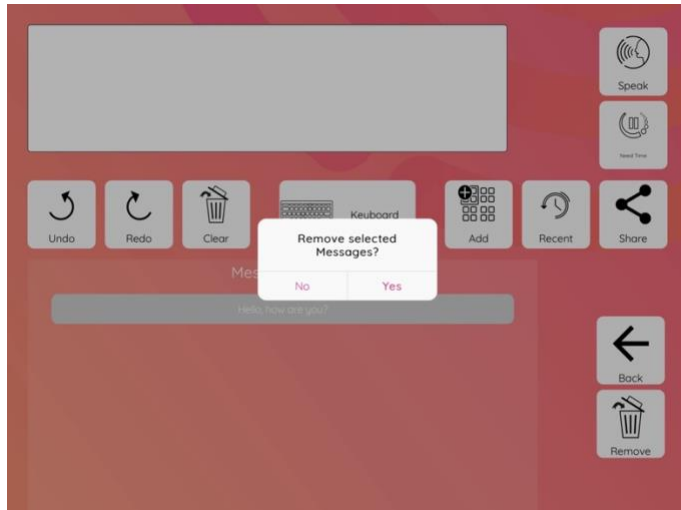 Speak
Need Time
Undo
Redo
Clear
Keyboard
Add
Recent
Share
Remove selected
Messages?
No
Yes
Hello, how are you?
Back
Remove